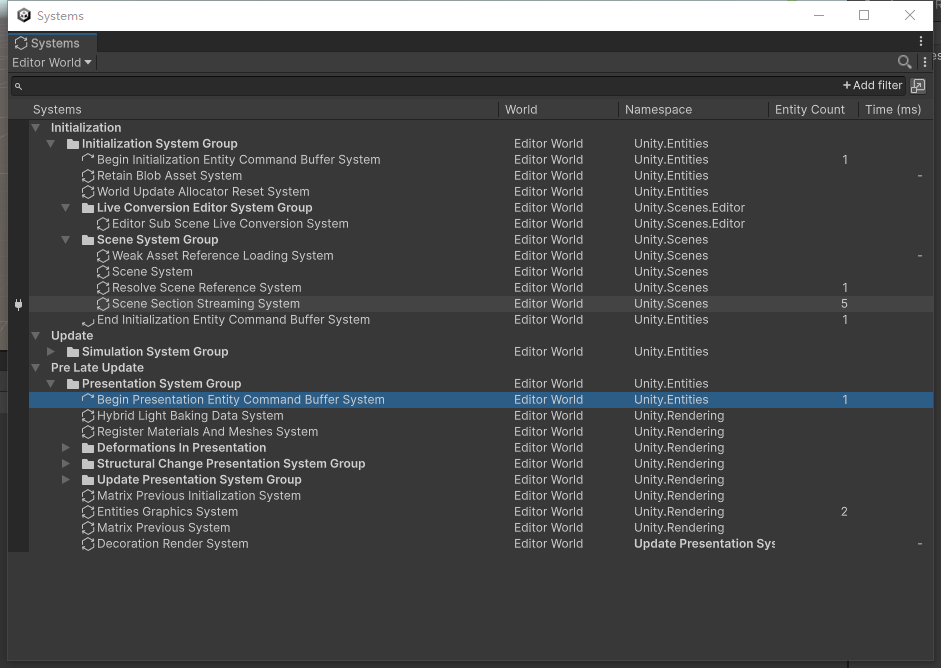 Systems
Systems
Editor World
+ Add filter
Systems World Namespace Entity Count Time (ms)
Initialization
Initialization System Group Editor World Unity.Entities
Begin Initialization Entity Command Buffer System Editor World Unity.Entities 1
Retain Blob Asset System Editor World Unity.Entities -
World Update Allocator Reset System Editor World Unity.Entities
Live Conversion Editor System Group Editor World Unity.Scenes.Editor
Editor Sub Scene Live Conversion System Editor World Unity.Scenes.Editor
Scene System Group Editor World Unity.Scenes
Weak Asset Reference Loading System Editor World Unity.Scenes -
Scene System Editor World Unity.Scenes
Resolve Scene Reference System Editor World Unity.Scenes 1
Scene Section Streaming System Editor World Unity.Scenes 5
End Initialization Entity Command Buffer System Editor World Unity.Entities 1
Update
Simulation System Group Editor World Unity.Entities
Pre Late Update
Presentation System Group Editor World Unity.Entities
Begin Presentation Entity Command Buffer System Editor World Unity.Entities 1
Hybrid Light Baking Data System Editor World Unity.Rendering
Register Materials And Meshes System Editor World Unity.Rendering
Deformations In Presentation Editor World Unity.Rendering
Structural Change Presentation System Group Editor World Unity.Rendering
Update Presentation System Group Editor World Unity.Rendering
Matrix Previous Initialization System Editor World Unity.Rendering
Entities Graphics System Editor World Unity.Rendering 2
Matrix Previous System Editor World Unity.Rendering
Decoration Render System Editor World Update Presentation Sys -